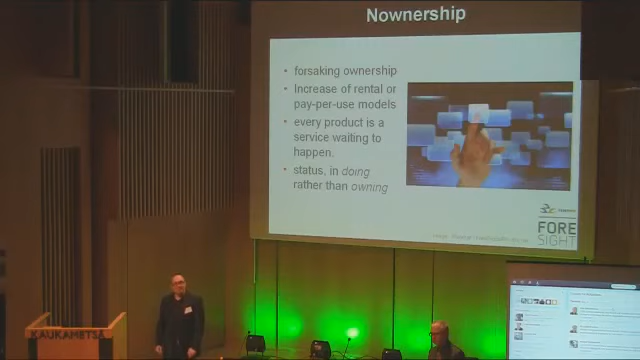 Nownership
• forsaking ownership
• Increase of rental or
pay-per-use models
• every product is a
service waiting to
happen.
• status, in doing
rather than owning
FORE
SIGHT
KAUKAMETSÄ